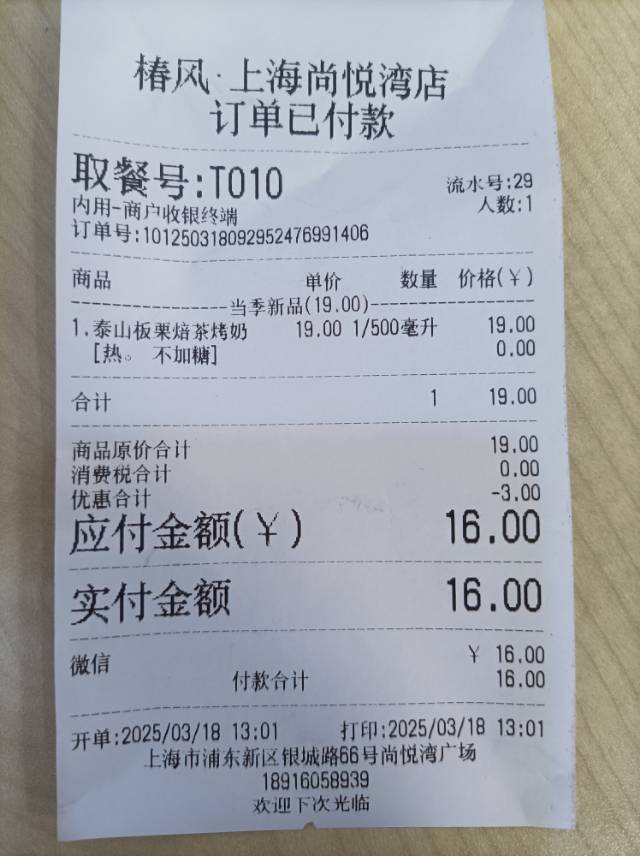 椿风·上海尚悦湾店
订单已付款
取餐号:T010 流水号:29
内用-商户收银终端 人数:1
订单号:101250318092952476991406
商品 单价 数量 价格(￥)
当季新品(19.00)
1.泰山板栗焙茶烤奶 19.00 1/500毫升 19.00
[热。 不加糖] 0.00
合计 1 19.00
商品原价合计 19.00
消费税合计 0.00
优惠合计 -3.00
应付金额(￥) 16.00
实付金额 16.00
微信 ￥ 16.00
付款合计 16.00
开单:2025/03/18 13:01 打印:2025/03/18 13:01
上海市浦东新区银城路66号尚悦湾广场
18916058939
欢迎下次光临